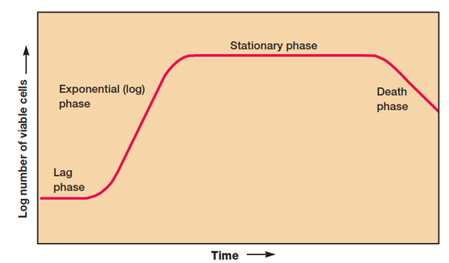 Stationary phase
Exponential (log)
phase
Death
phase
Lag
phase
Log number of viable cells
Time